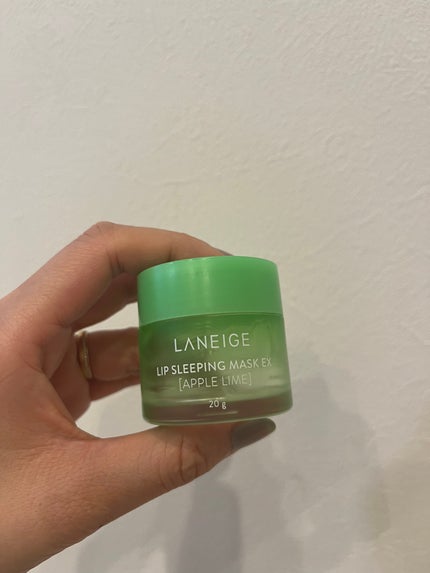 LANEIGE
LIP SLEEPING MASK EX
[APPLE LIME]
20 g